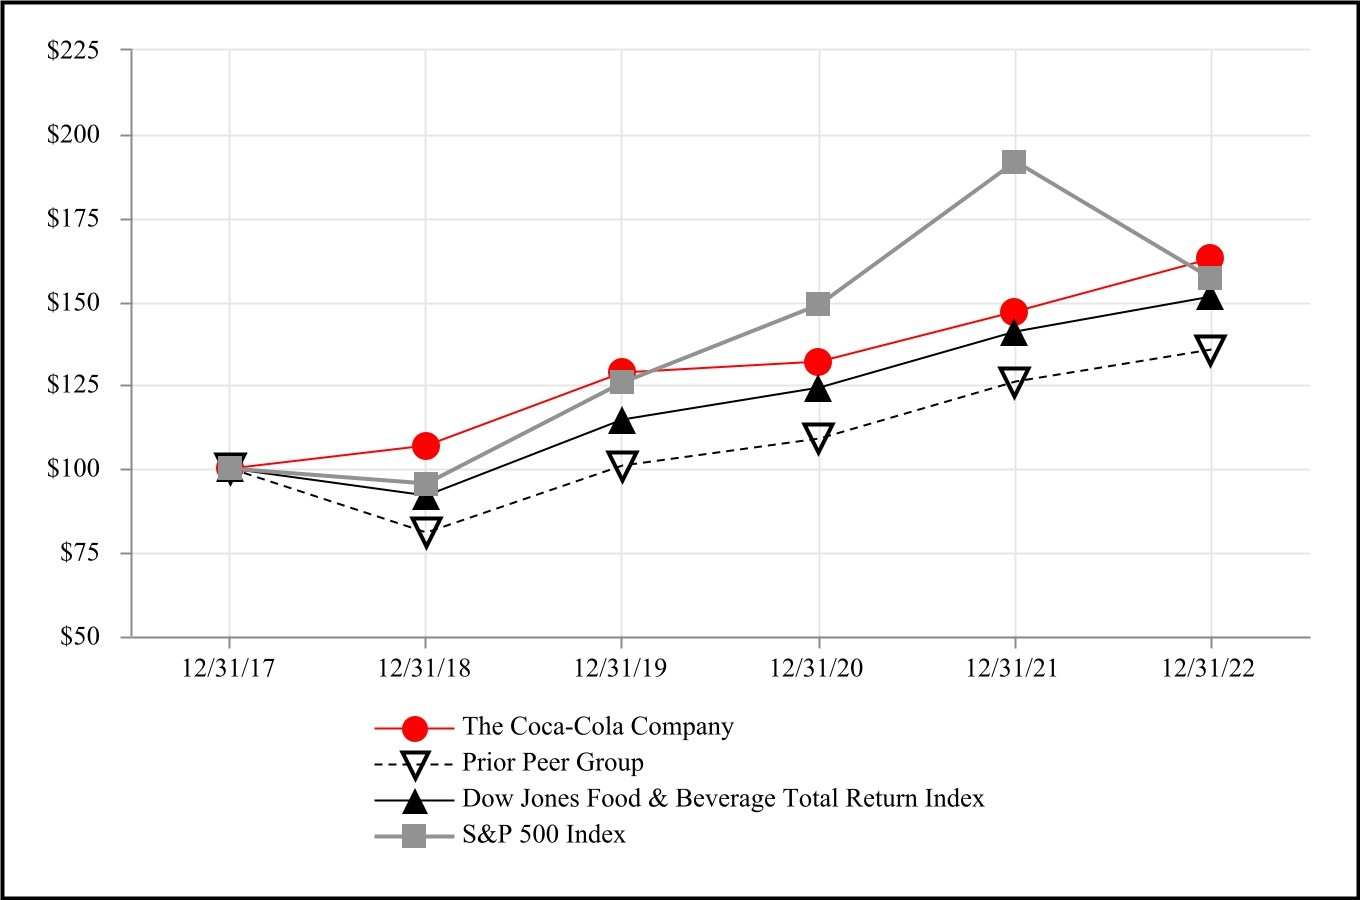 $225
$200
$175
$150
$125
$100
$75
$50
12/31/17 12/31/18 12/31/19 12/31/20 12/31/21 12/31/22
The Coca-Cola Company
Prior Peer Group
Dow Jones Food & Beverage Total Return Index
S&P 500 Index